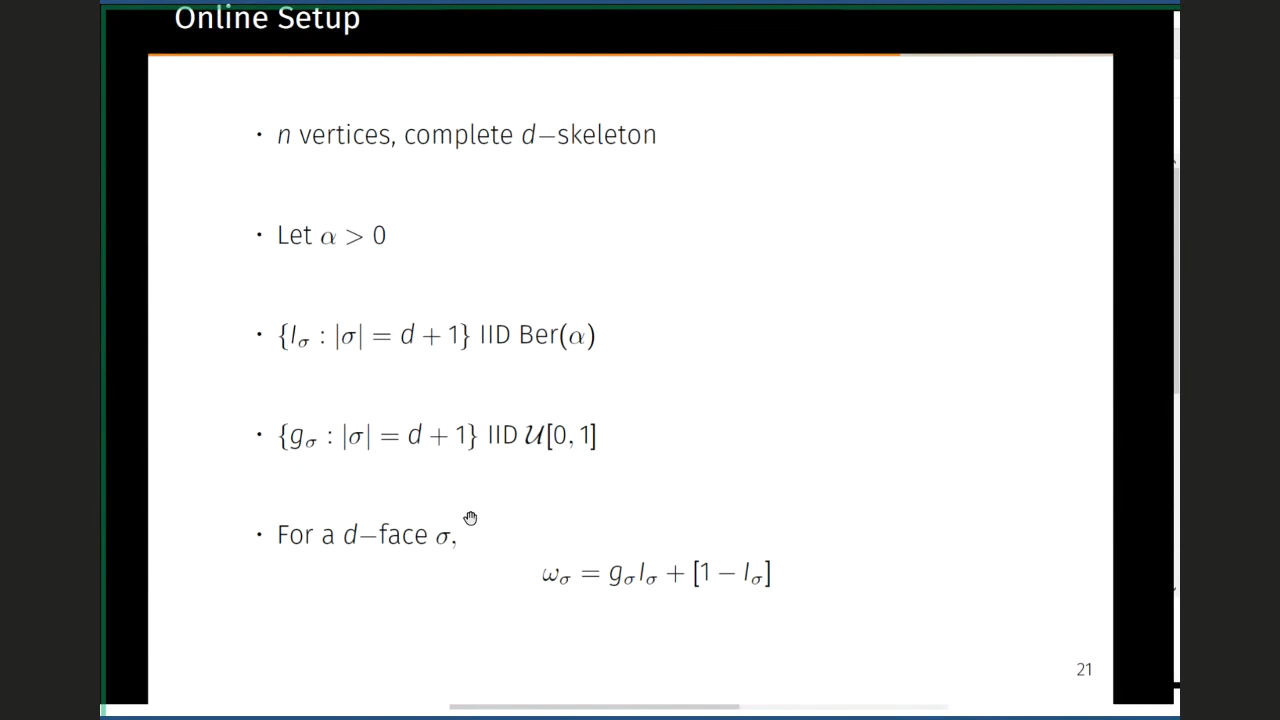 Online Setup
• n vertices, complete d−skeleton
• Let α > 0
• {I_σ : |σ| = d + 1} IID Ber(α)
• {g_σ : |σ| = d + 1} IID 𝒰[0, 1]
• For a d−face σ,
ω_σ = g_σ I_σ + [1 − I_σ]
21